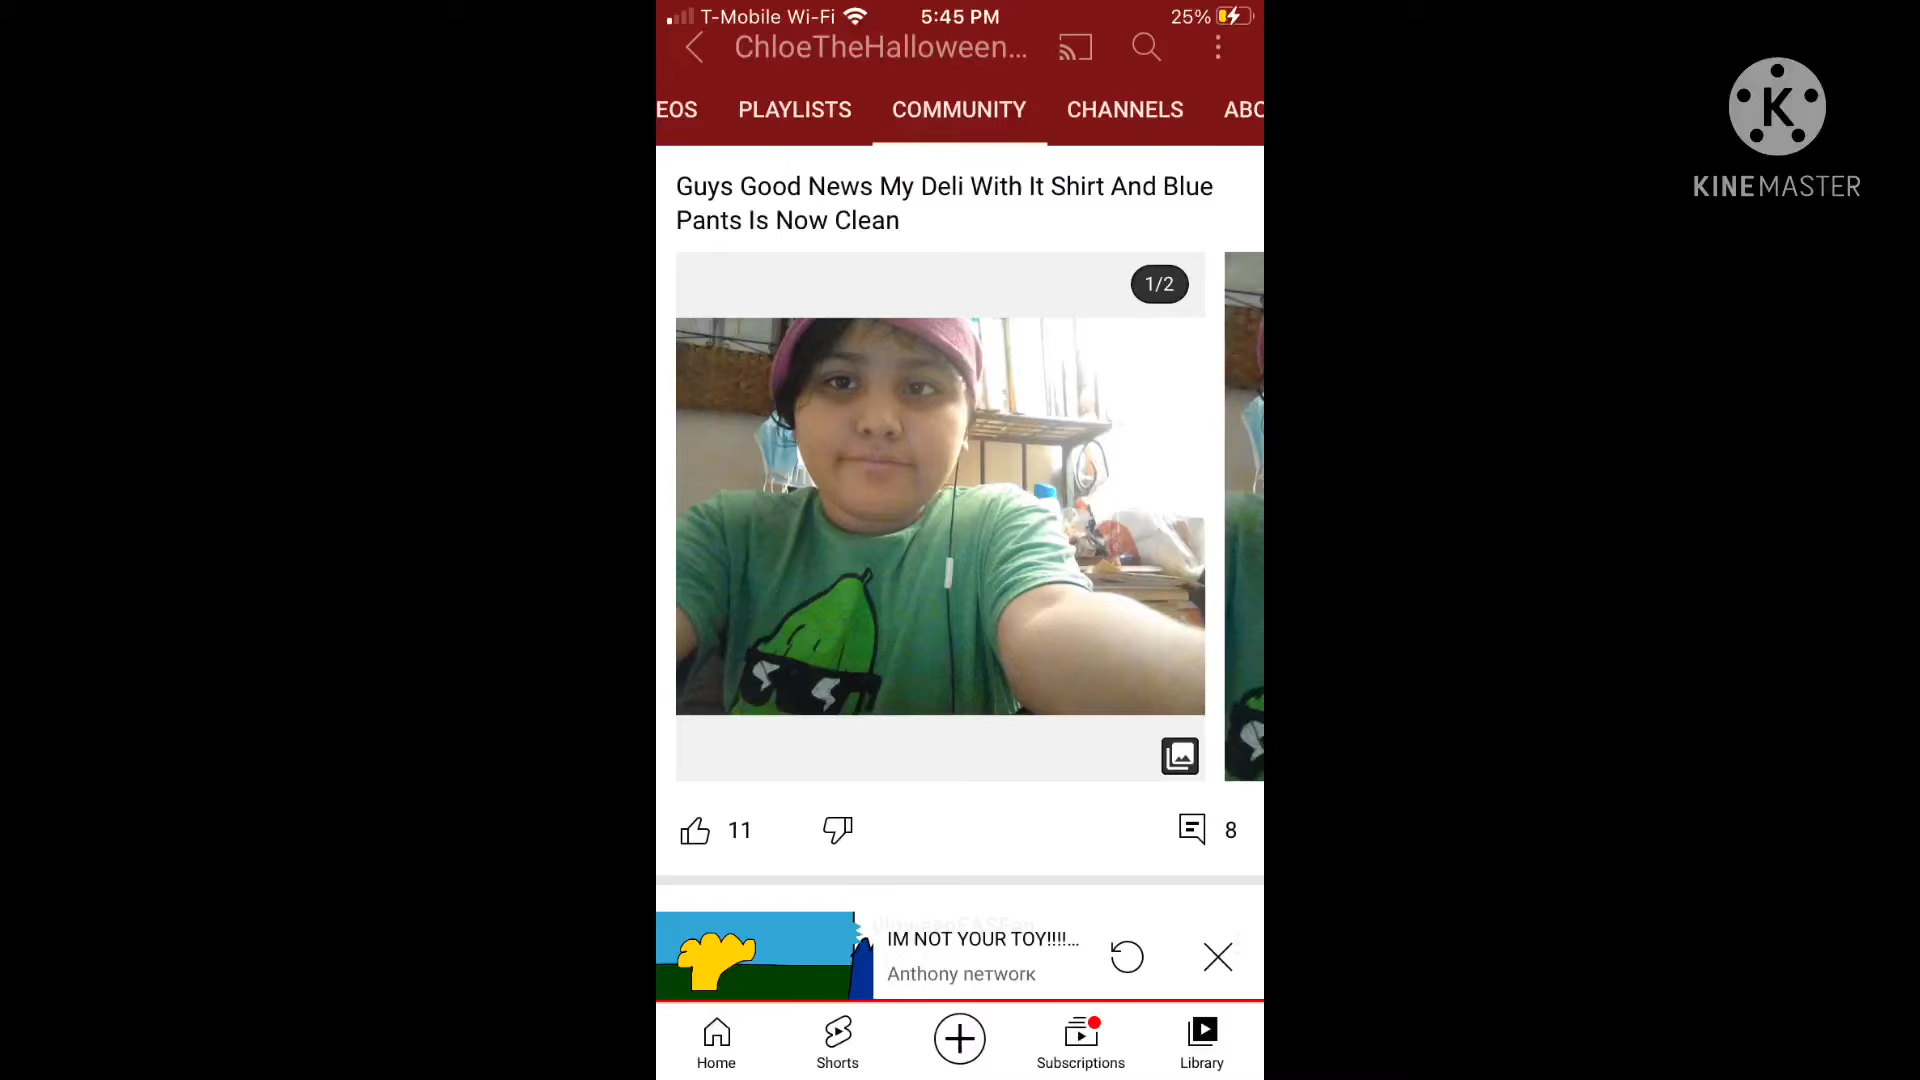 T-Mobile Wi-Fi 5:45 PM 25%
ChloeTheHalloween...
EOS PLAYLISTS COMMUNITY CHANNELS ABO
K
KINEMASTER
Guys Good News My Deli With It Shirt And Blue
Pants Is Now Clean
1/2
11 8
IM NOT YOUR TOY!!!!...
Anthony neтworĸ
Home Shorts Subscriptions Library